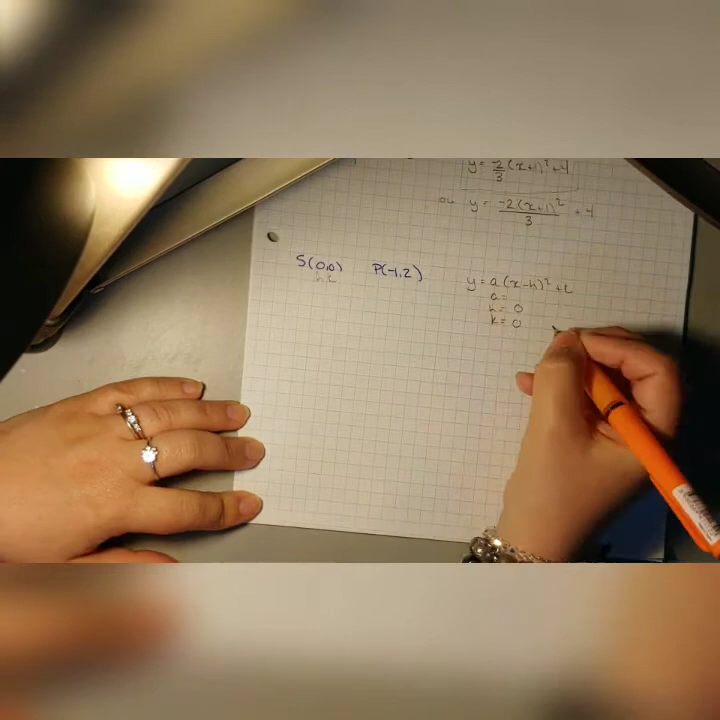 y = -2/3 (x+1)² + 4
ou y = -2(x+1)²/3 + 4
S(0,0) P(-1,2) y = a(x-h)² + k
h k a =
h = 0
k = 0